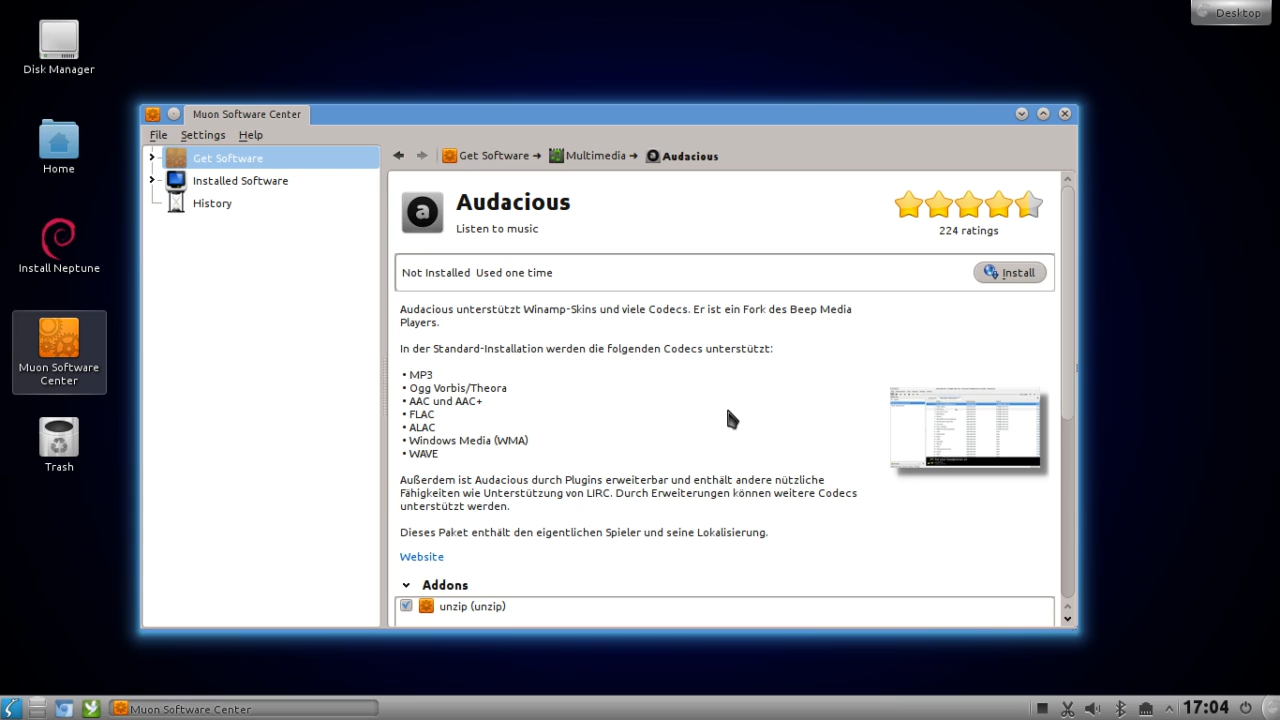 Desktop
Disk Manager
Home
Install Neptune
Muon Software
Center
Trash
Muon Software Center
File Settings Help
Get Software
Installed Software
History
Get Software Multimedia Audacious
Audacious
Listen to music
224 ratings
Not Installed Used one time
Install
Audacious unterstützt Winamp-Skins und viele Codecs. Er ist ein Fork des Beep Media
Players.
In der Standard-Installation werden die folgenden Codecs unterstützt:
• MP3
• Ogg Vorbis/Theora
• AAC und AAC+
• FLAC
• ALAC
• Windows Media (WMA)
• WAVE
Außerdem ist Audacious durch Plugins erweiterbar und enthält andere nützliche
Fähigkeiten wie Unterstützung von LIRC. Durch Erweiterungen können weitere Codecs
unterstützt werden.
Dieses Paket enthält den eigentlichen Spieler und seine Lokalisierung.
Website
Addons
unzip (unzip)
Muon Software Center
17:04